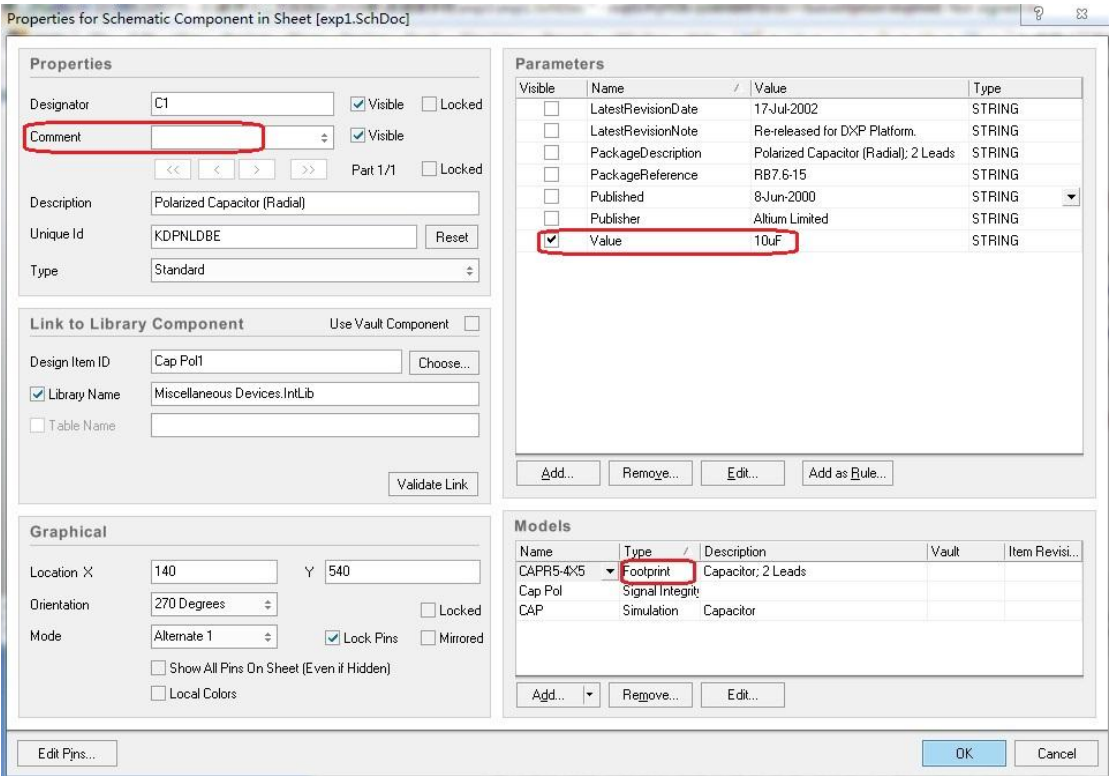 Properties for Schematic Component in Sheet [exp1.SchDoc]
Properties
Designator C1 Visible Locked
Comment Visible
<< < > >> Part 1/1 Locked
Description Polarized Capacitor (Radial)
Unique Id KDPNLDBE Reset
Type Standard
Link to Library Component Use Vault Component
Design Item ID Cap Pol1 Choose...
Library Name Miscellaneous Devices.IntLib
Table Name
Validate Link
Graphical
Location X 140 Y 540
Orientation 270 Degrees Locked
Mode Alternate 1 Lock Pins Mirrored
Show All Pins On Sheet (Even if Hidden)
Local Colors
Parameters
Visible Name / Value Type
LatestRevisionDate 17-Jul-2002 STRING
LatestRevisionNote Re-released for DXP Platform. STRING
PackageDescription Polarized Capacitor (Radial); 2 Leads STRING
PackageReference RB7.6-15 STRING
Published 8-Jun-2000 STRING
Publisher Altium Limited STRING
Value 10uF STRING
Add... Remove... Edit... Add as Rule...
Models
Name Type / Description Vault Item Revisi...
CAPR5-4X5 Footprint Capacitor; 2 Leads
Cap Pol Signal Integrity
CAP Simulation Capacitor
Add... Remove... Edit...
Edit Pins... OK Cancel